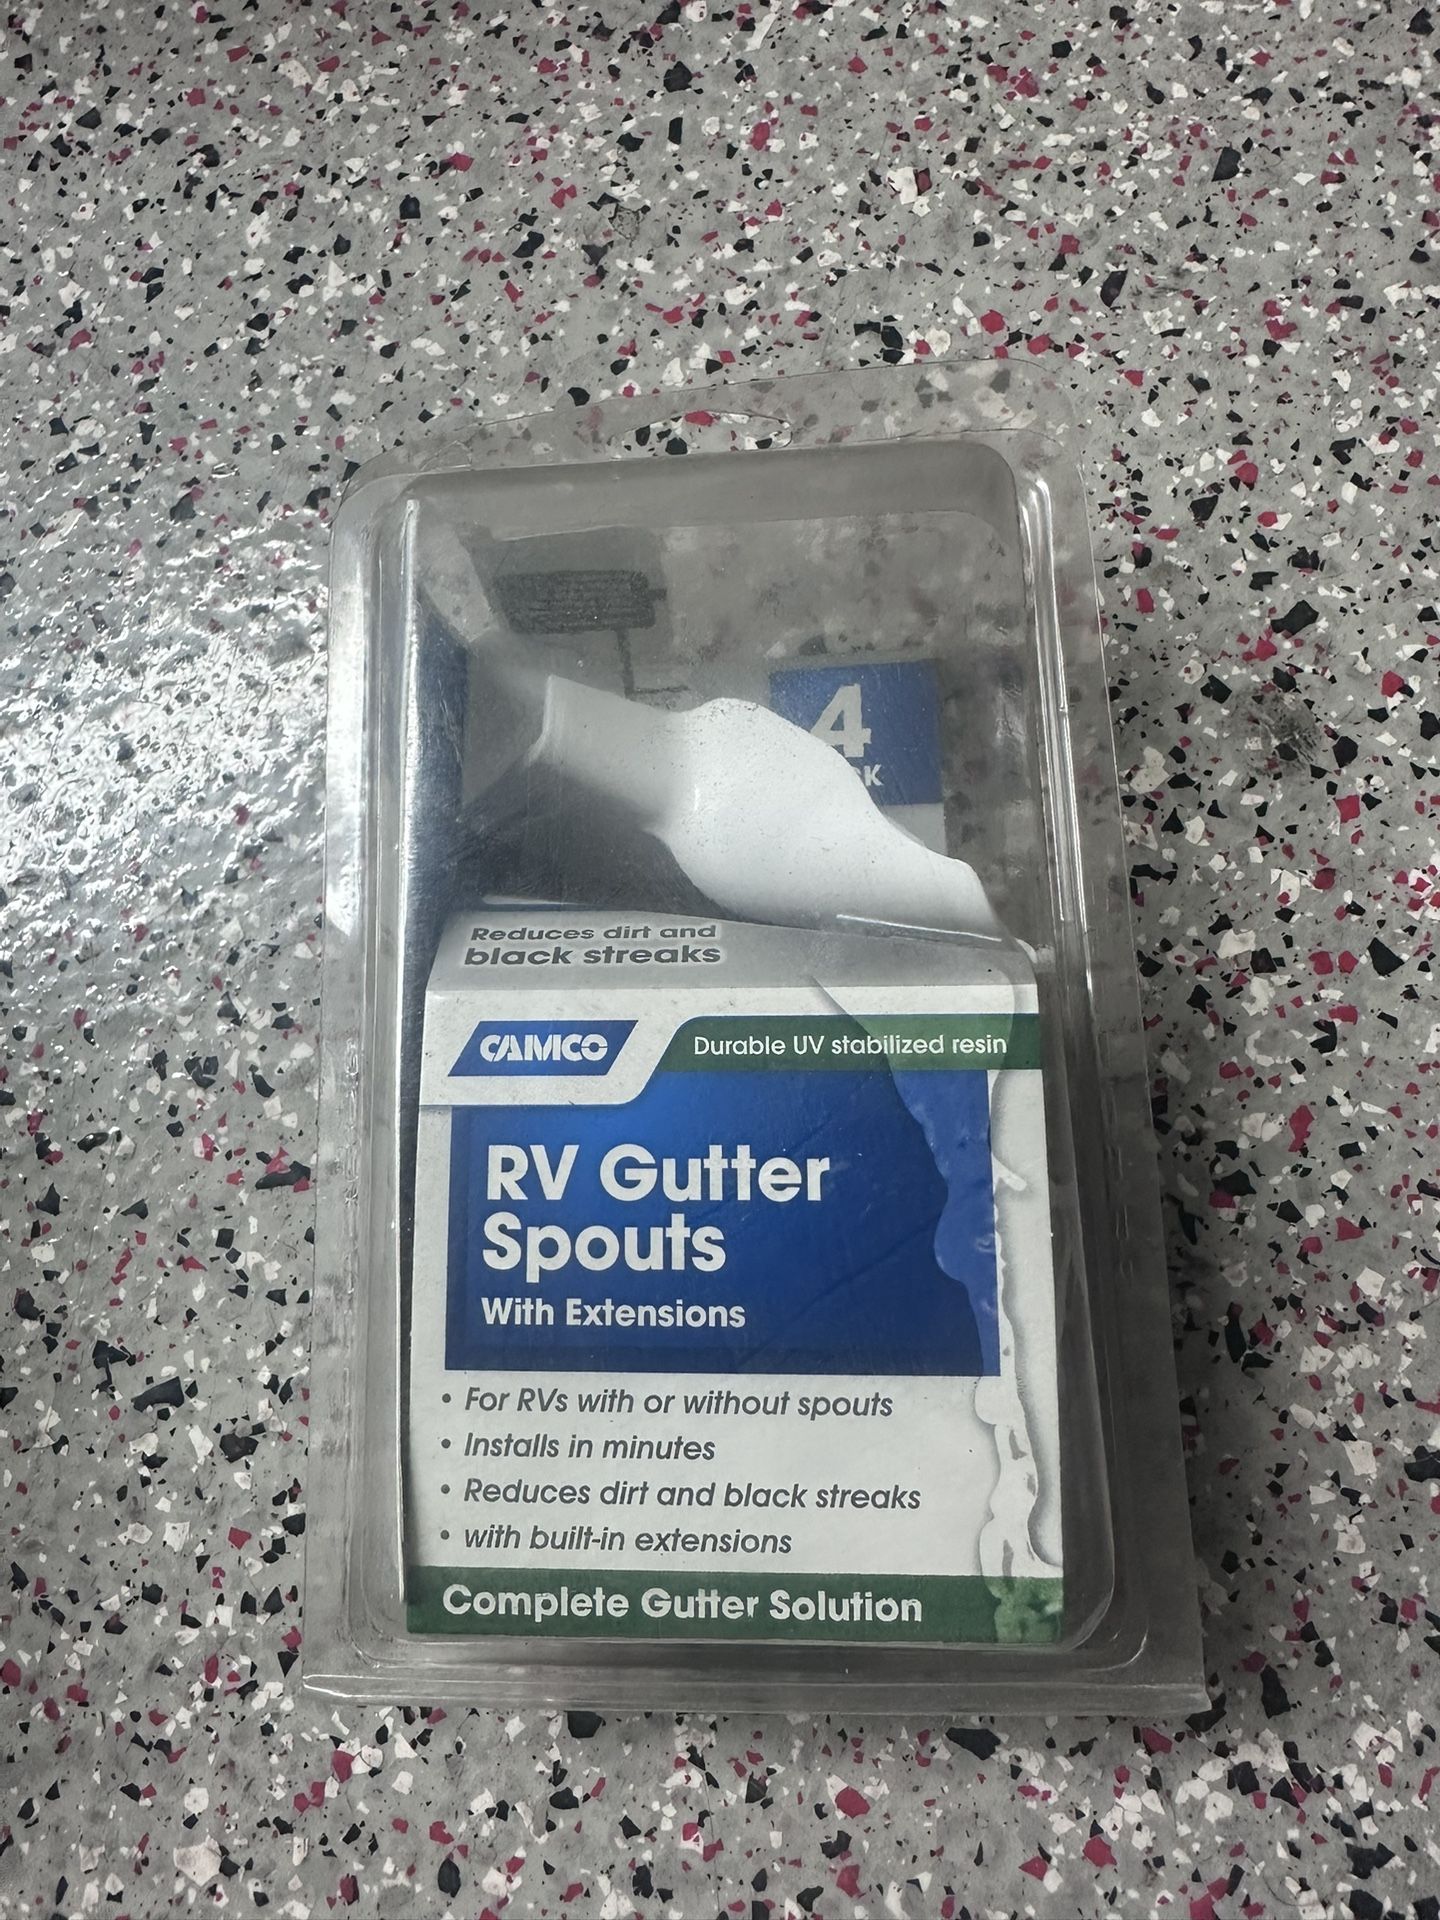 4
Reduces dirt and
black streaks
CAMCO
Durable UV stabilized resin
RV Gutter
Spouts
With Extensions
• For RVs with or without spouts
• Installs in minutes
• Reduces dirt and black streaks
• with built-in extensions
Complete Gutter Solution